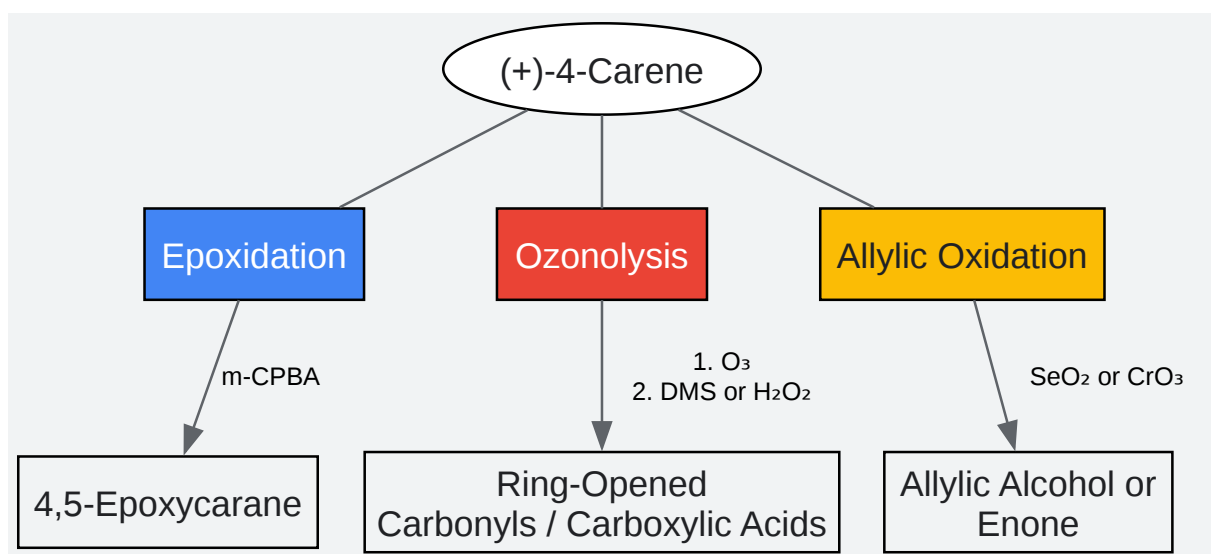 (+)-4-Carene
Epoxidation
Ozonolysis
Allylic Oxidation
m-CPBA
1. O₃
2. DMS or H₂O₂
SeO₂ or CrO₃
4,5-Epoxycarane
Ring-Opened
Carbonyls / Carboxylic Acids
Allylic Alcohol or
Enone